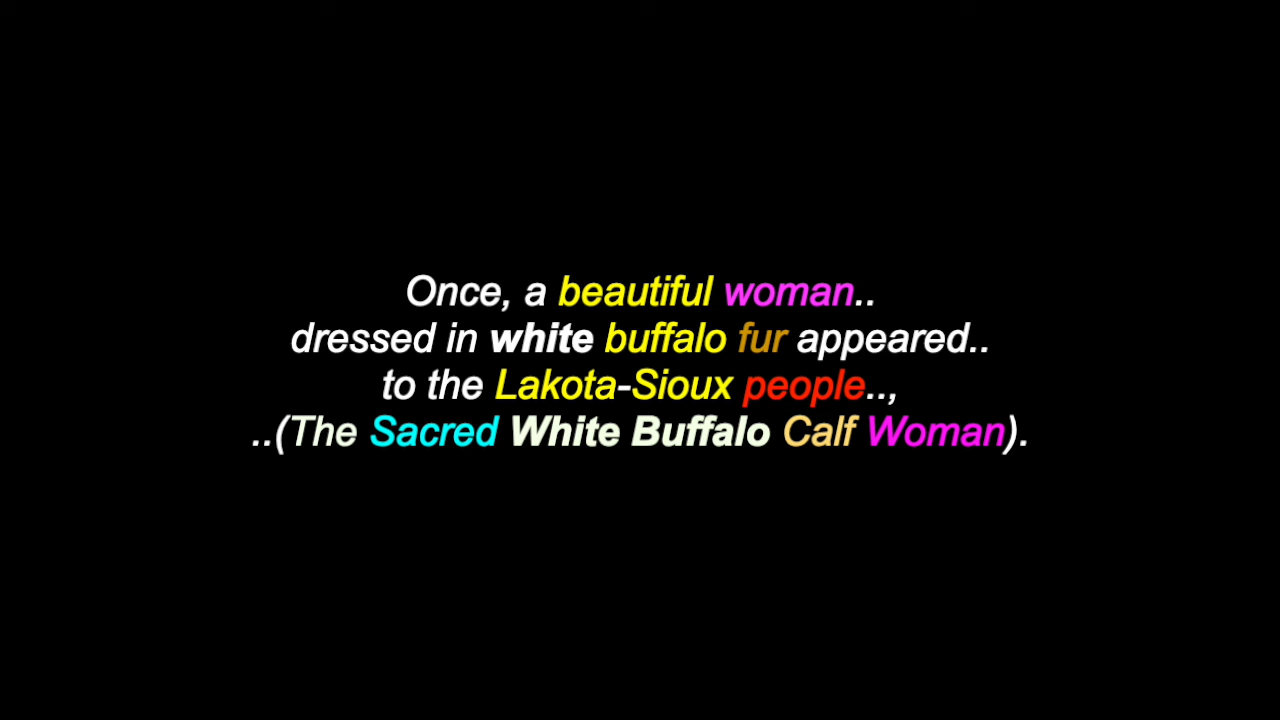 Once, a beautiful woman..
dressed in white buffalo fur appeared..
to the Lakota-Sioux people..,
..(The Sacred White Buffalo Calf Woman).